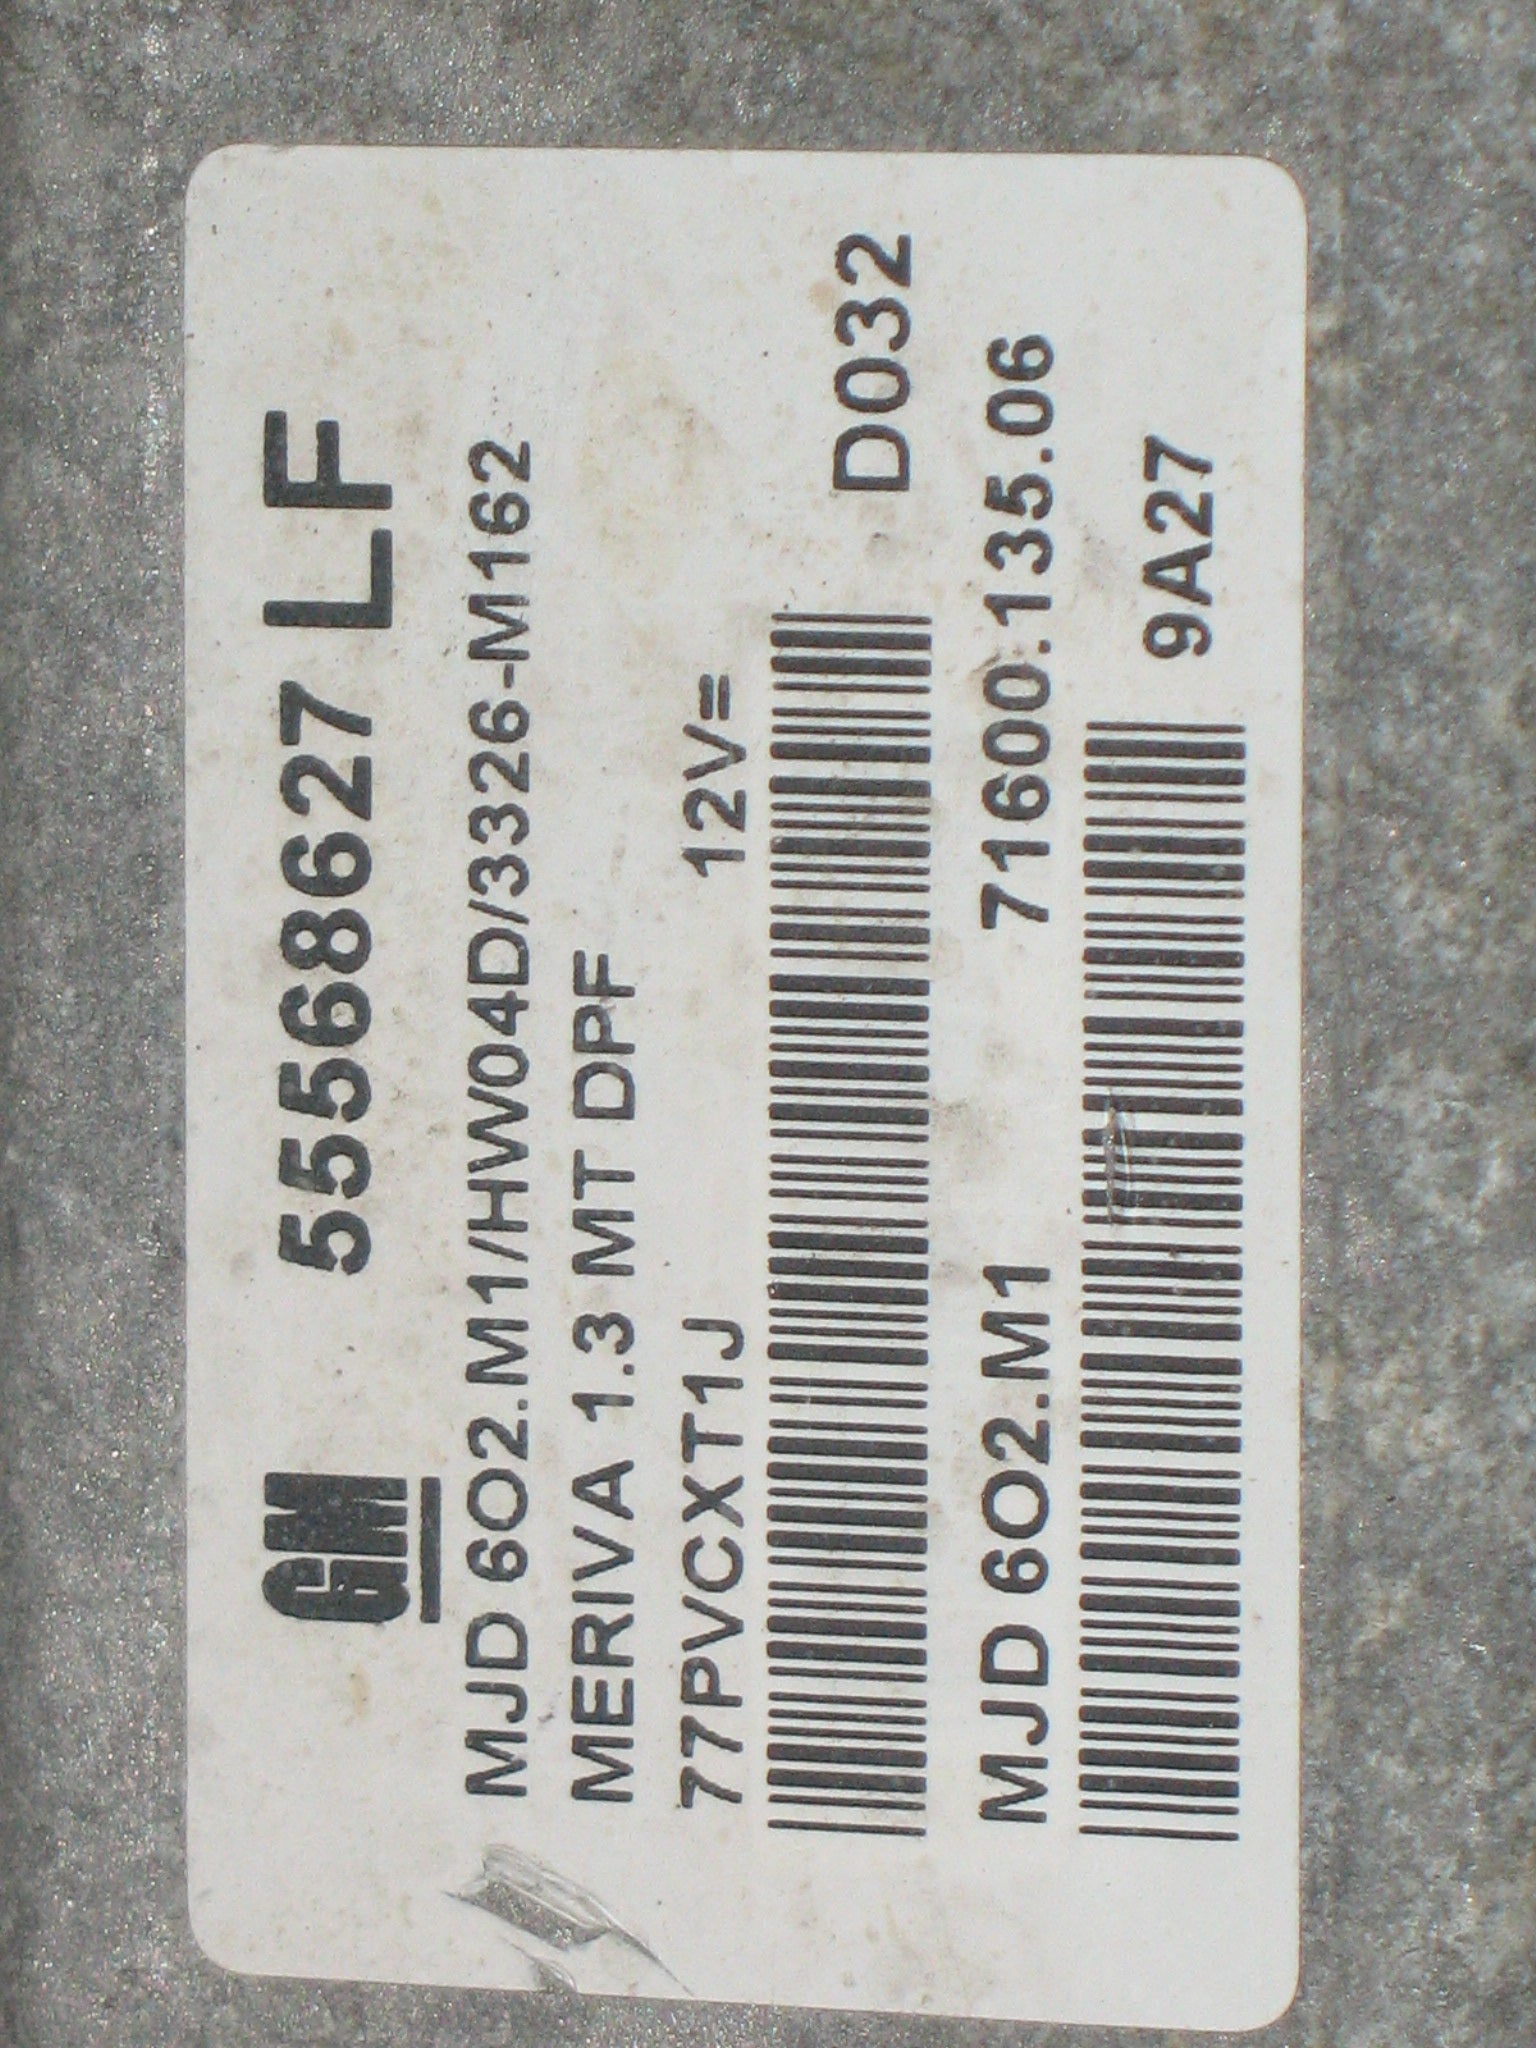 GM 55568627 LF
MJD 6O2.M1/HW04D/3326-M162
MERIVA 1.3 MT DPF
77PVCXT1J 12V=
D032
MJD 6O2.M1 71600.135.06
9A27